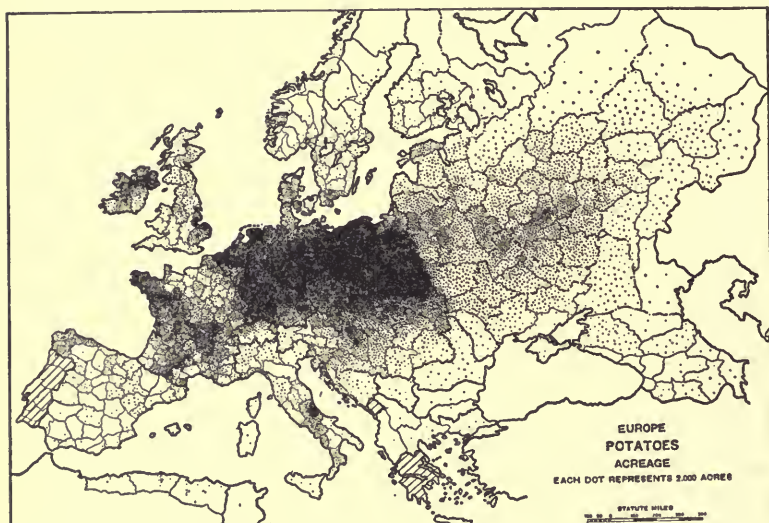 EUROPE
POTATOES
ACREAGE
EACH DOT REPRESENTS 2.000 ACRES
STATUTE MILES